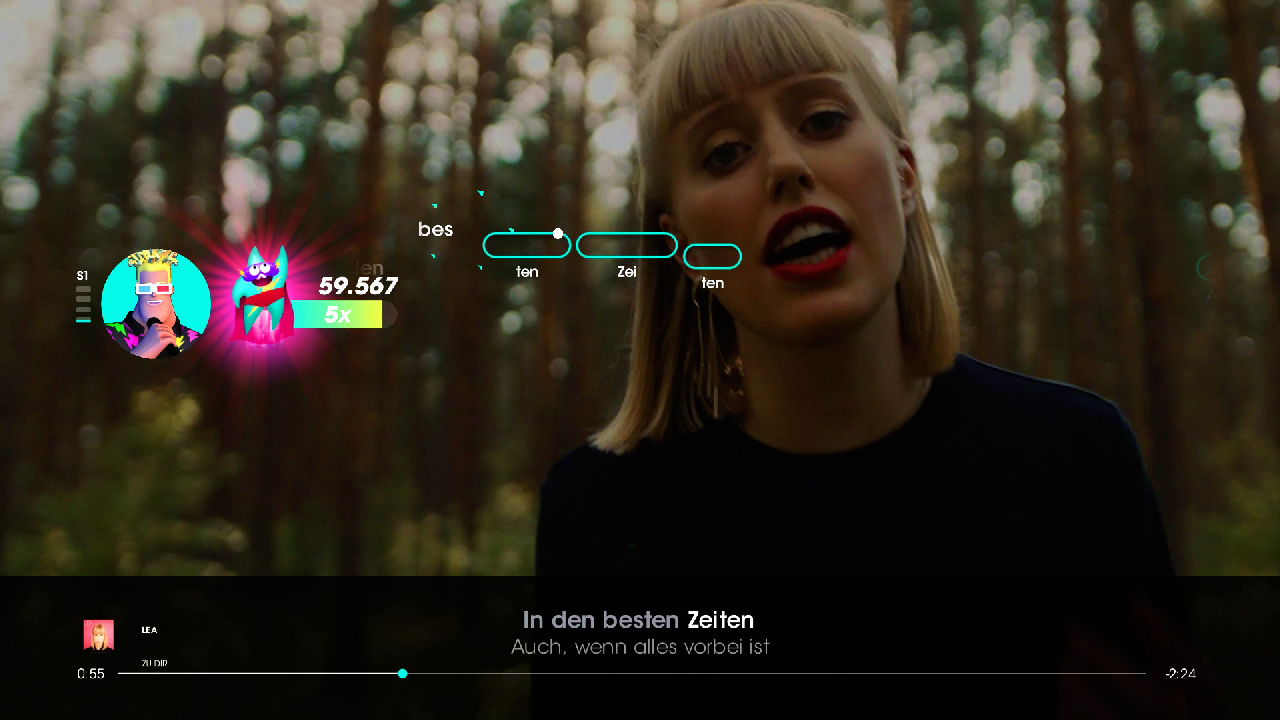 bes
ten
Zei
ten
S1
en
59.567
5x
In den besten Zeiten
Auch, wenn alles vorbei ist
LEA
ZU DIR
0:55
-2:24